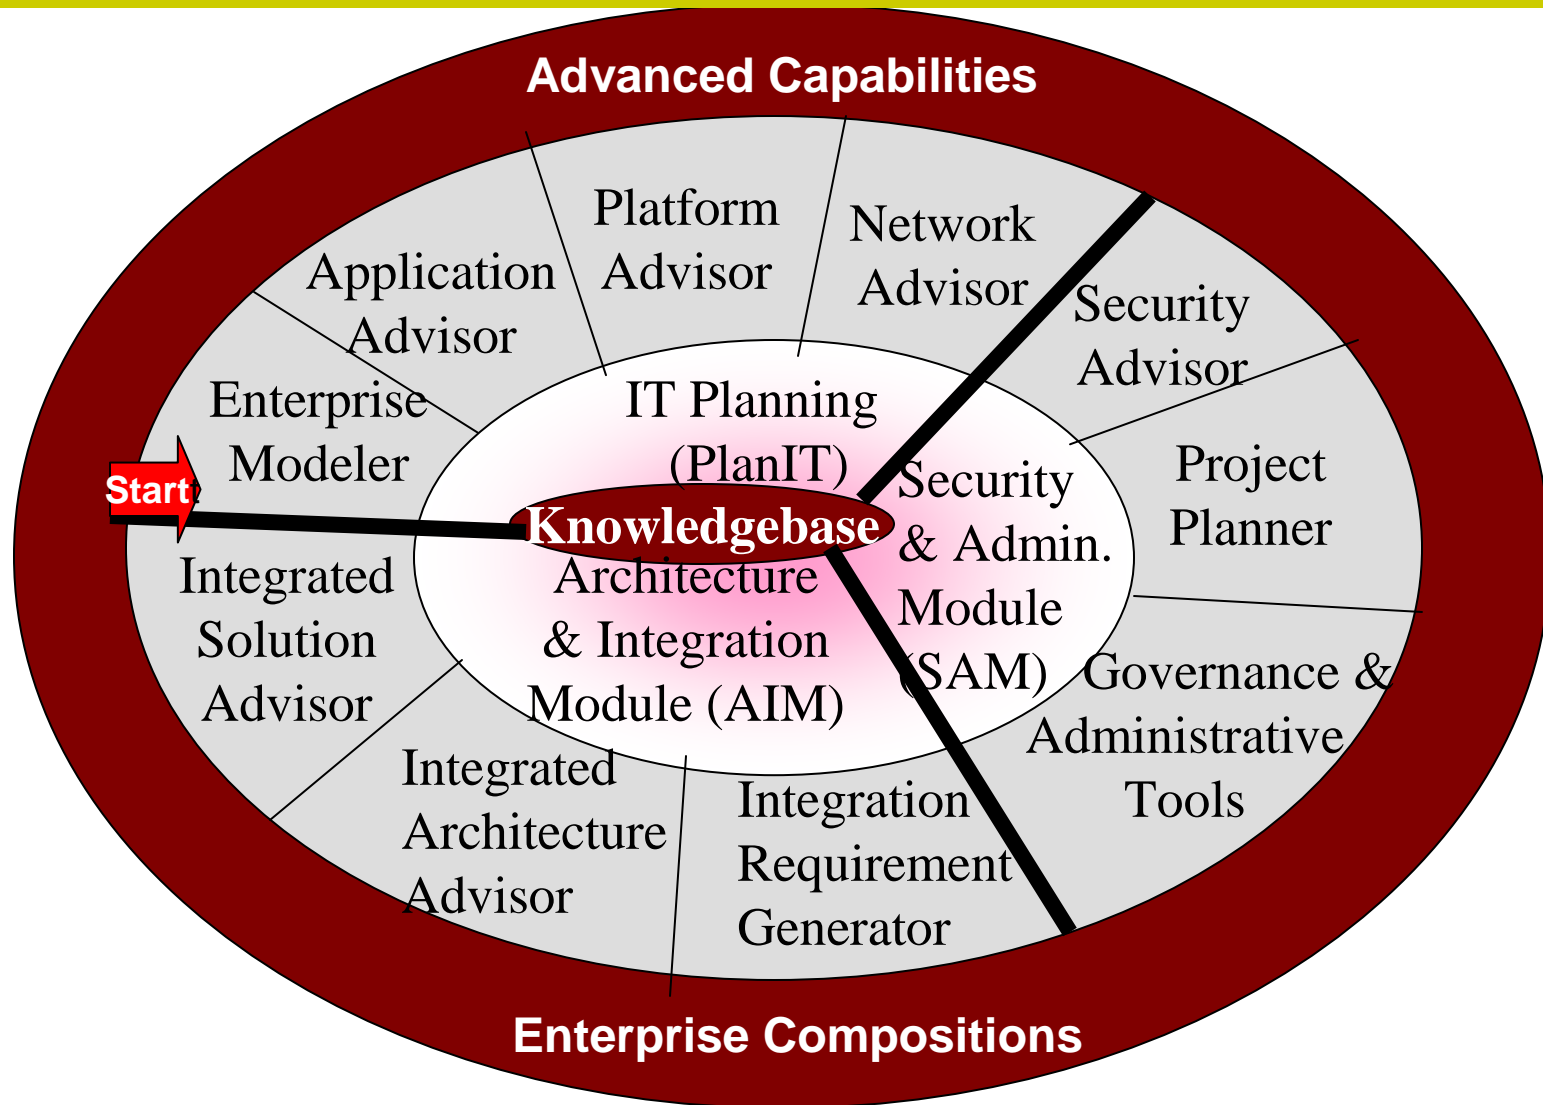 Advanced Capabilities
Platform
Advisor
Network
Advisor
Application
Advisor
Security
Advisor
Enterprise
Modeler
IT Planning
(PlanIT)
Project
Planner
Start
Knowledgebase
Security
& Admin.
Module
(SAM)
Architecture
& Integration
Module (AIM)
Integrated
Solution
Advisor
Governance &
Administrative
Tools
Integrated
Architecture
Advisor
Integration
Requirement
Generator
Enterprise Compositions